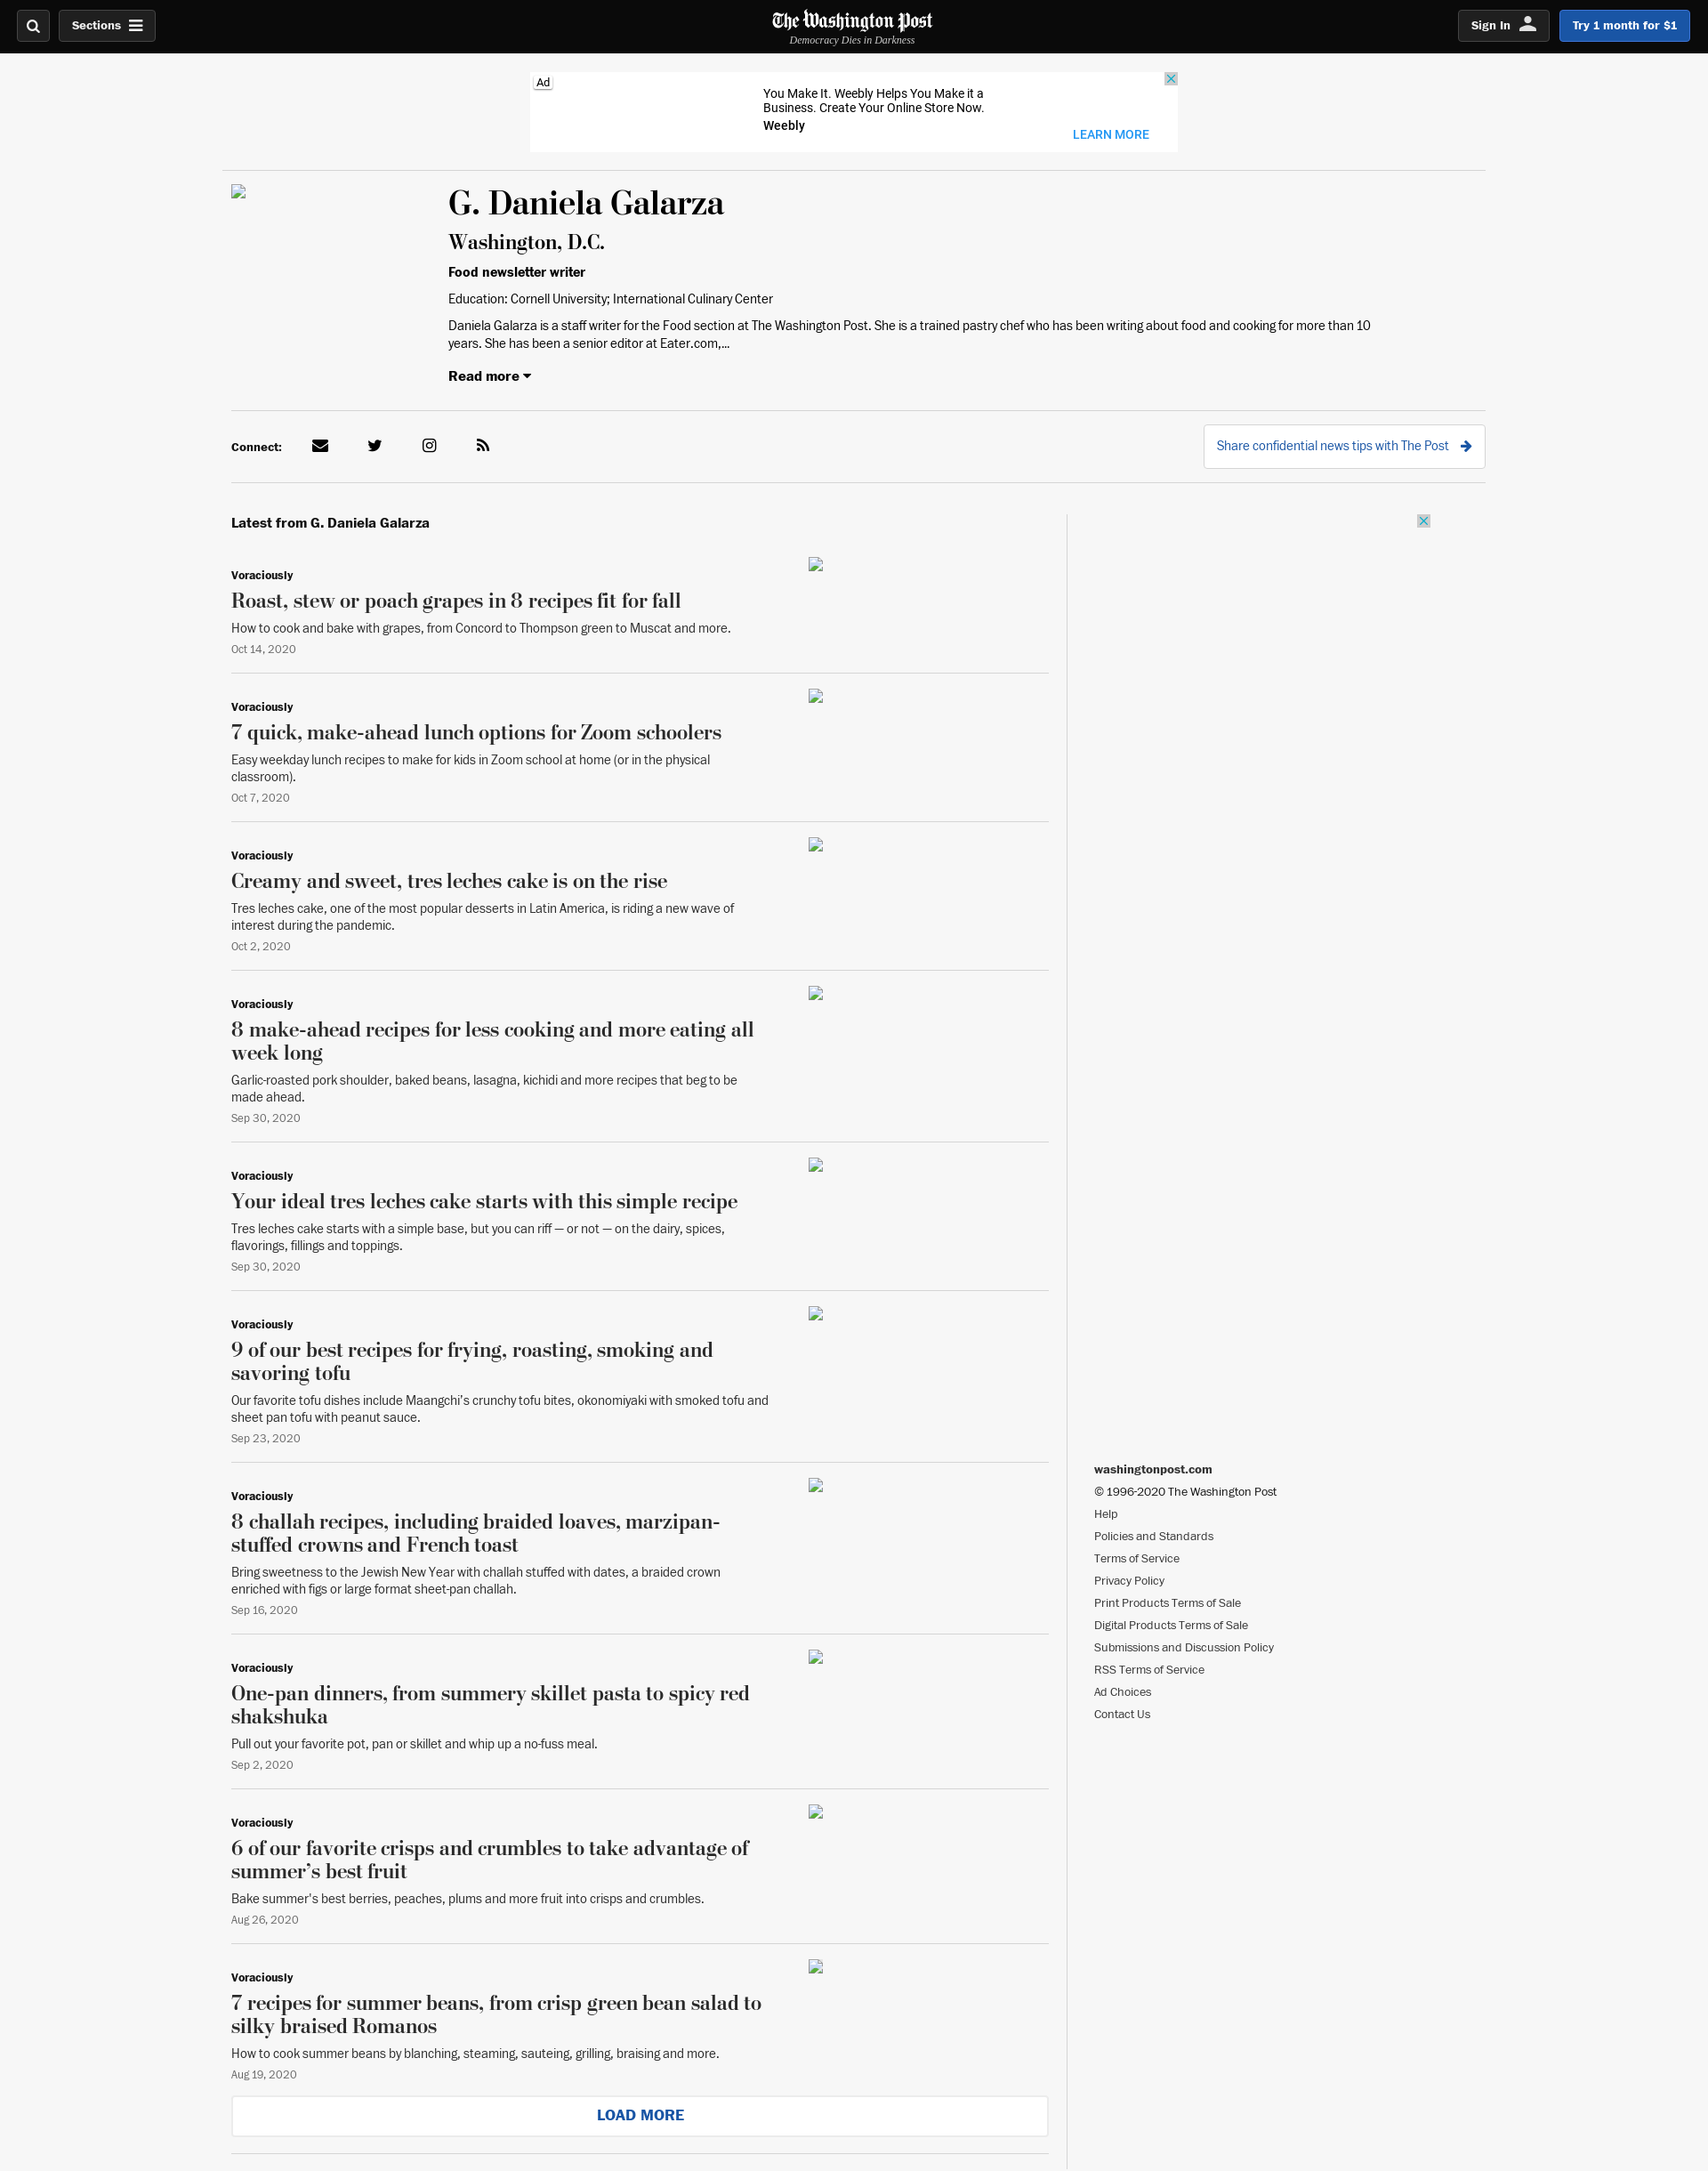 Sections
The Washington Post
Democracy Dies in Darkness
Sign In
Try 1 month for $1
Ad
You Make It. Weebly Helps You Make it a
Business. Create Your Online Store Now.
Weebly
LEARN MORE
G. Daniela Galarza
Washington, D.C.
Food newsletter writer
Education: Cornell University; International Culinary Center
Daniela Galarza is a staff writer for the Food section at The Washington Post. She is a trained pastry chef who has been writing about food and cooking for more than 10
years. She has been a senior editor at Eater.com,...
Read more
Connect:
Share confidential news tips with The Post
Latest from G. Daniela Galarza
Voraciously
Roast, stew or poach grapes in 8 recipes fit for fall
How to cook and bake with grapes, from Concord to Thompson green to Muscat and more.
Oct 14, 2020
Voraciously
7 quick, make-ahead lunch options for Zoom schoolers
Easy weekday lunch recipes to make for kids in Zoom school at home (or in the physical
classroom).
Oct 7, 2020
Voraciously
Creamy and sweet, tres leches cake is on the rise
Tres leches cake, one of the most popular desserts in Latin America, is riding a new wave of
interest during the pandemic.
Oct 2, 2020
Voraciously
8 make-ahead recipes for less cooking and more eating all
week long
Garlic-roasted pork shoulder, baked beans, lasagna, kichidi and more recipes that beg to be
made ahead.
Sep 30, 2020
Voraciously
Your ideal tres leches cake starts with this simple recipe
Tres leches cake starts with a simple base, but you can riff — or not — on the dairy, spices,
flavorings, fillings and toppings.
Sep 30, 2020
Voraciously
9 of our best recipes for frying, roasting, smoking and
savoring tofu
Our favorite tofu dishes include Maangchi's crunchy tofu bites, okonomiyaki with smoked tofu and
sheet pan tofu with peanut sauce.
Sep 23, 2020
Voraciously
8 challah recipes, including braided loaves, marzipan-
stuffed crowns and French toast
Bring sweetness to the Jewish New Year with challah stuffed with dates, a braided crown
enriched with figs or large format sheet-pan challah.
Sep 16, 2020
Voraciously
One-pan dinners, from summery skillet pasta to spicy red
shakshuka
Pull out your favorite pot, pan or skillet and whip up a no-fuss meal.
Sep 2, 2020
Voraciously
6 of our favorite crisps and crumbles to take advantage of
summer’s best fruit
Bake summer's best berries, peaches, plums and more fruit into crisps and crumbles.
Aug 26, 2020
Voraciously
7 recipes for summer beans, from crisp green bean salad to
silky braised Romanos
How to cook summer beans by blanching, steaming, sauteing, grilling, braising and more.
Aug 19, 2020
LOAD MORE
washingtonpost.com
© 1996-2020 The Washington Post
Help
Policies and Standards
Terms of Service
Privacy Policy
Print Products Terms of Sale
Digital Products Terms of Sale
Submissions and Discussion Policy
RSS Terms of Service
Ad Choices
Contact Us